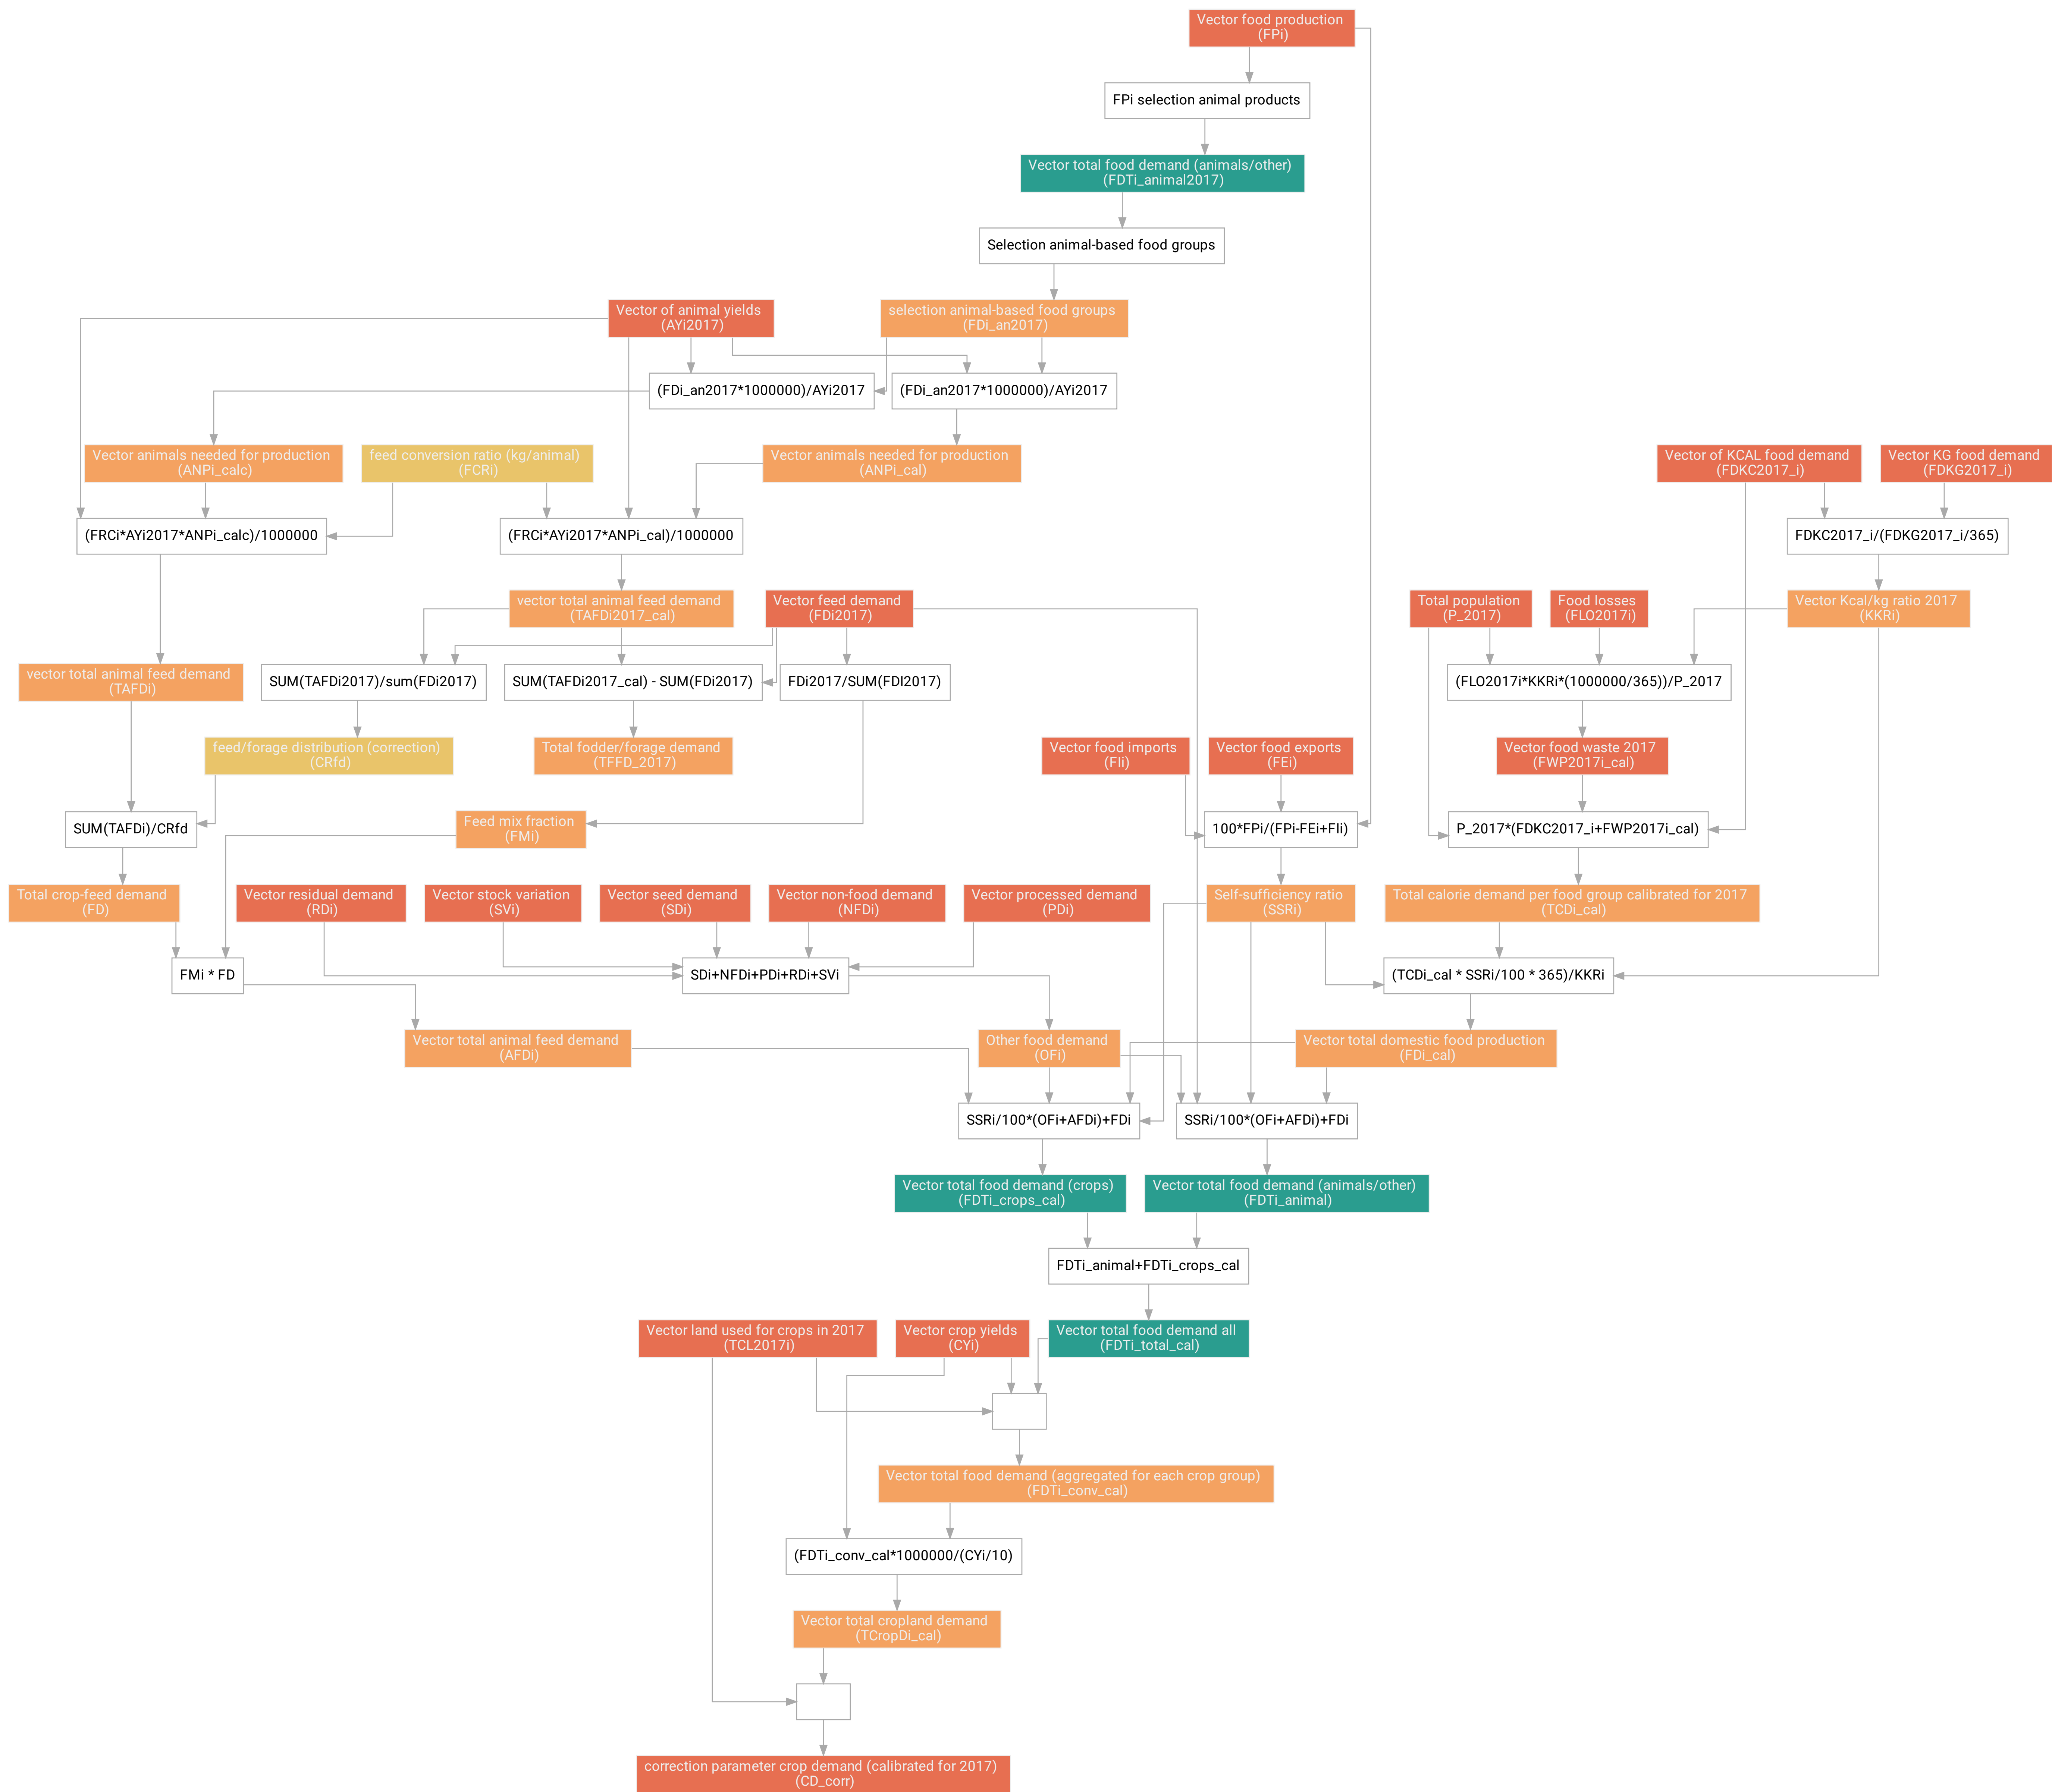 Vector food production
(FPi)
FPi selection animal products
Vector total food demand (animals/other)
(FDTi_animal2017)
Selection animal-based food groups
Vector of animal yields
(AYi2017)
selection animal-based food groups
(FDi_an2017)
(FDi_an2017*1000000)/AYi2017
(FDi_an2017*1000000)/AYi2017
Vector animals needed for production
(ANPi_calc)
feed conversion ratio (kg/animal)
(FCRi)
Vector animals needed for production
(ANPi_cal)
Vector of KCAL food demand
(FDKC2017_i)
Vector KG food demand
(FDKG2017_i)
(FRCi*AYi2017*ANPi_calc)/1000000
(FRCi*AYi2017*ANPi_cal)/1000000
FDKC2017_i/(FDKG2017_i/365)
vector total animal feed demand
(TAFDi2017_cal)
Vector feed demand
(FDi2017)
Total population
(P_2017)
Food losses
(FLO2017i)
Vector Kcal/kg ratio 2017
(KKRi)
vector total animal feed demand
(TAFDi)
SUM(TAFDi2017)/sum(FDi2017)
SUM(TAFDi2017_cal) - SUM(FDi2017)
FDi2017/SUM(FDI2017)
(FLO2017i*KKRi*(1000000/365))/P_2017
feed/forage distribution (correction)
(CRfd)
Total fodder/forage demand
(TFFD_2017)
Vector food imports
(FIi)
Vector food exports
(FEi)
Vector food waste 2017
(FWP2017i_cal)
SUM(TAFDi)/CRfd
Feed mix fraction
(FMi)
100*FPi/(FPi-FEi+FIi)
P_2017*(FDKC2017_i+FWP2017i_cal)
Total crop-feed demand
(FD)
Vector residual demand
(RDi)
Vector stock variation
(SVi)
Vector seed demand
(SDi)
Vector non-food demand
(NFDi)
Vector processed demand
(PDi)
Self-sufficiency ratio
(SSRi)
Total calorie demand per food group calibrated for 2017
(TCDi_cal)
FMi * FD
SDi+NFDi+PDi+RDi+SVi
(TCDi_cal * SSRi/100 * 365)/KKRi
Vector total animal feed demand
(AFDi)
Other food demand
(OFi)
Vector total domestic food production
(FDi_cal)
SSRi/100*(OFi+AFDi)+FDi
SSRi/100*(OFi+AFDi)+FDi
Vector total food demand (crops)
(FDTi_crops_cal)
Vector total food demand (animals/other)
(FDTi_animal)
FDTi_animal+FDTi_crops_cal
Vector land used for crops in 2017
(TCL2017i)
Vector crop yields
(CYi)
Vector total food demand all
(FDTi_total_cal)
Vector total food demand (aggregated for each crop group)
(FDTi_conv_cal)
(FDTi_conv_cal*1000000/(CYi/10)
Vector total cropland demand
(TCropDi_cal)
correction parameter crop demand (calibrated for 2017)
(CD_corr)